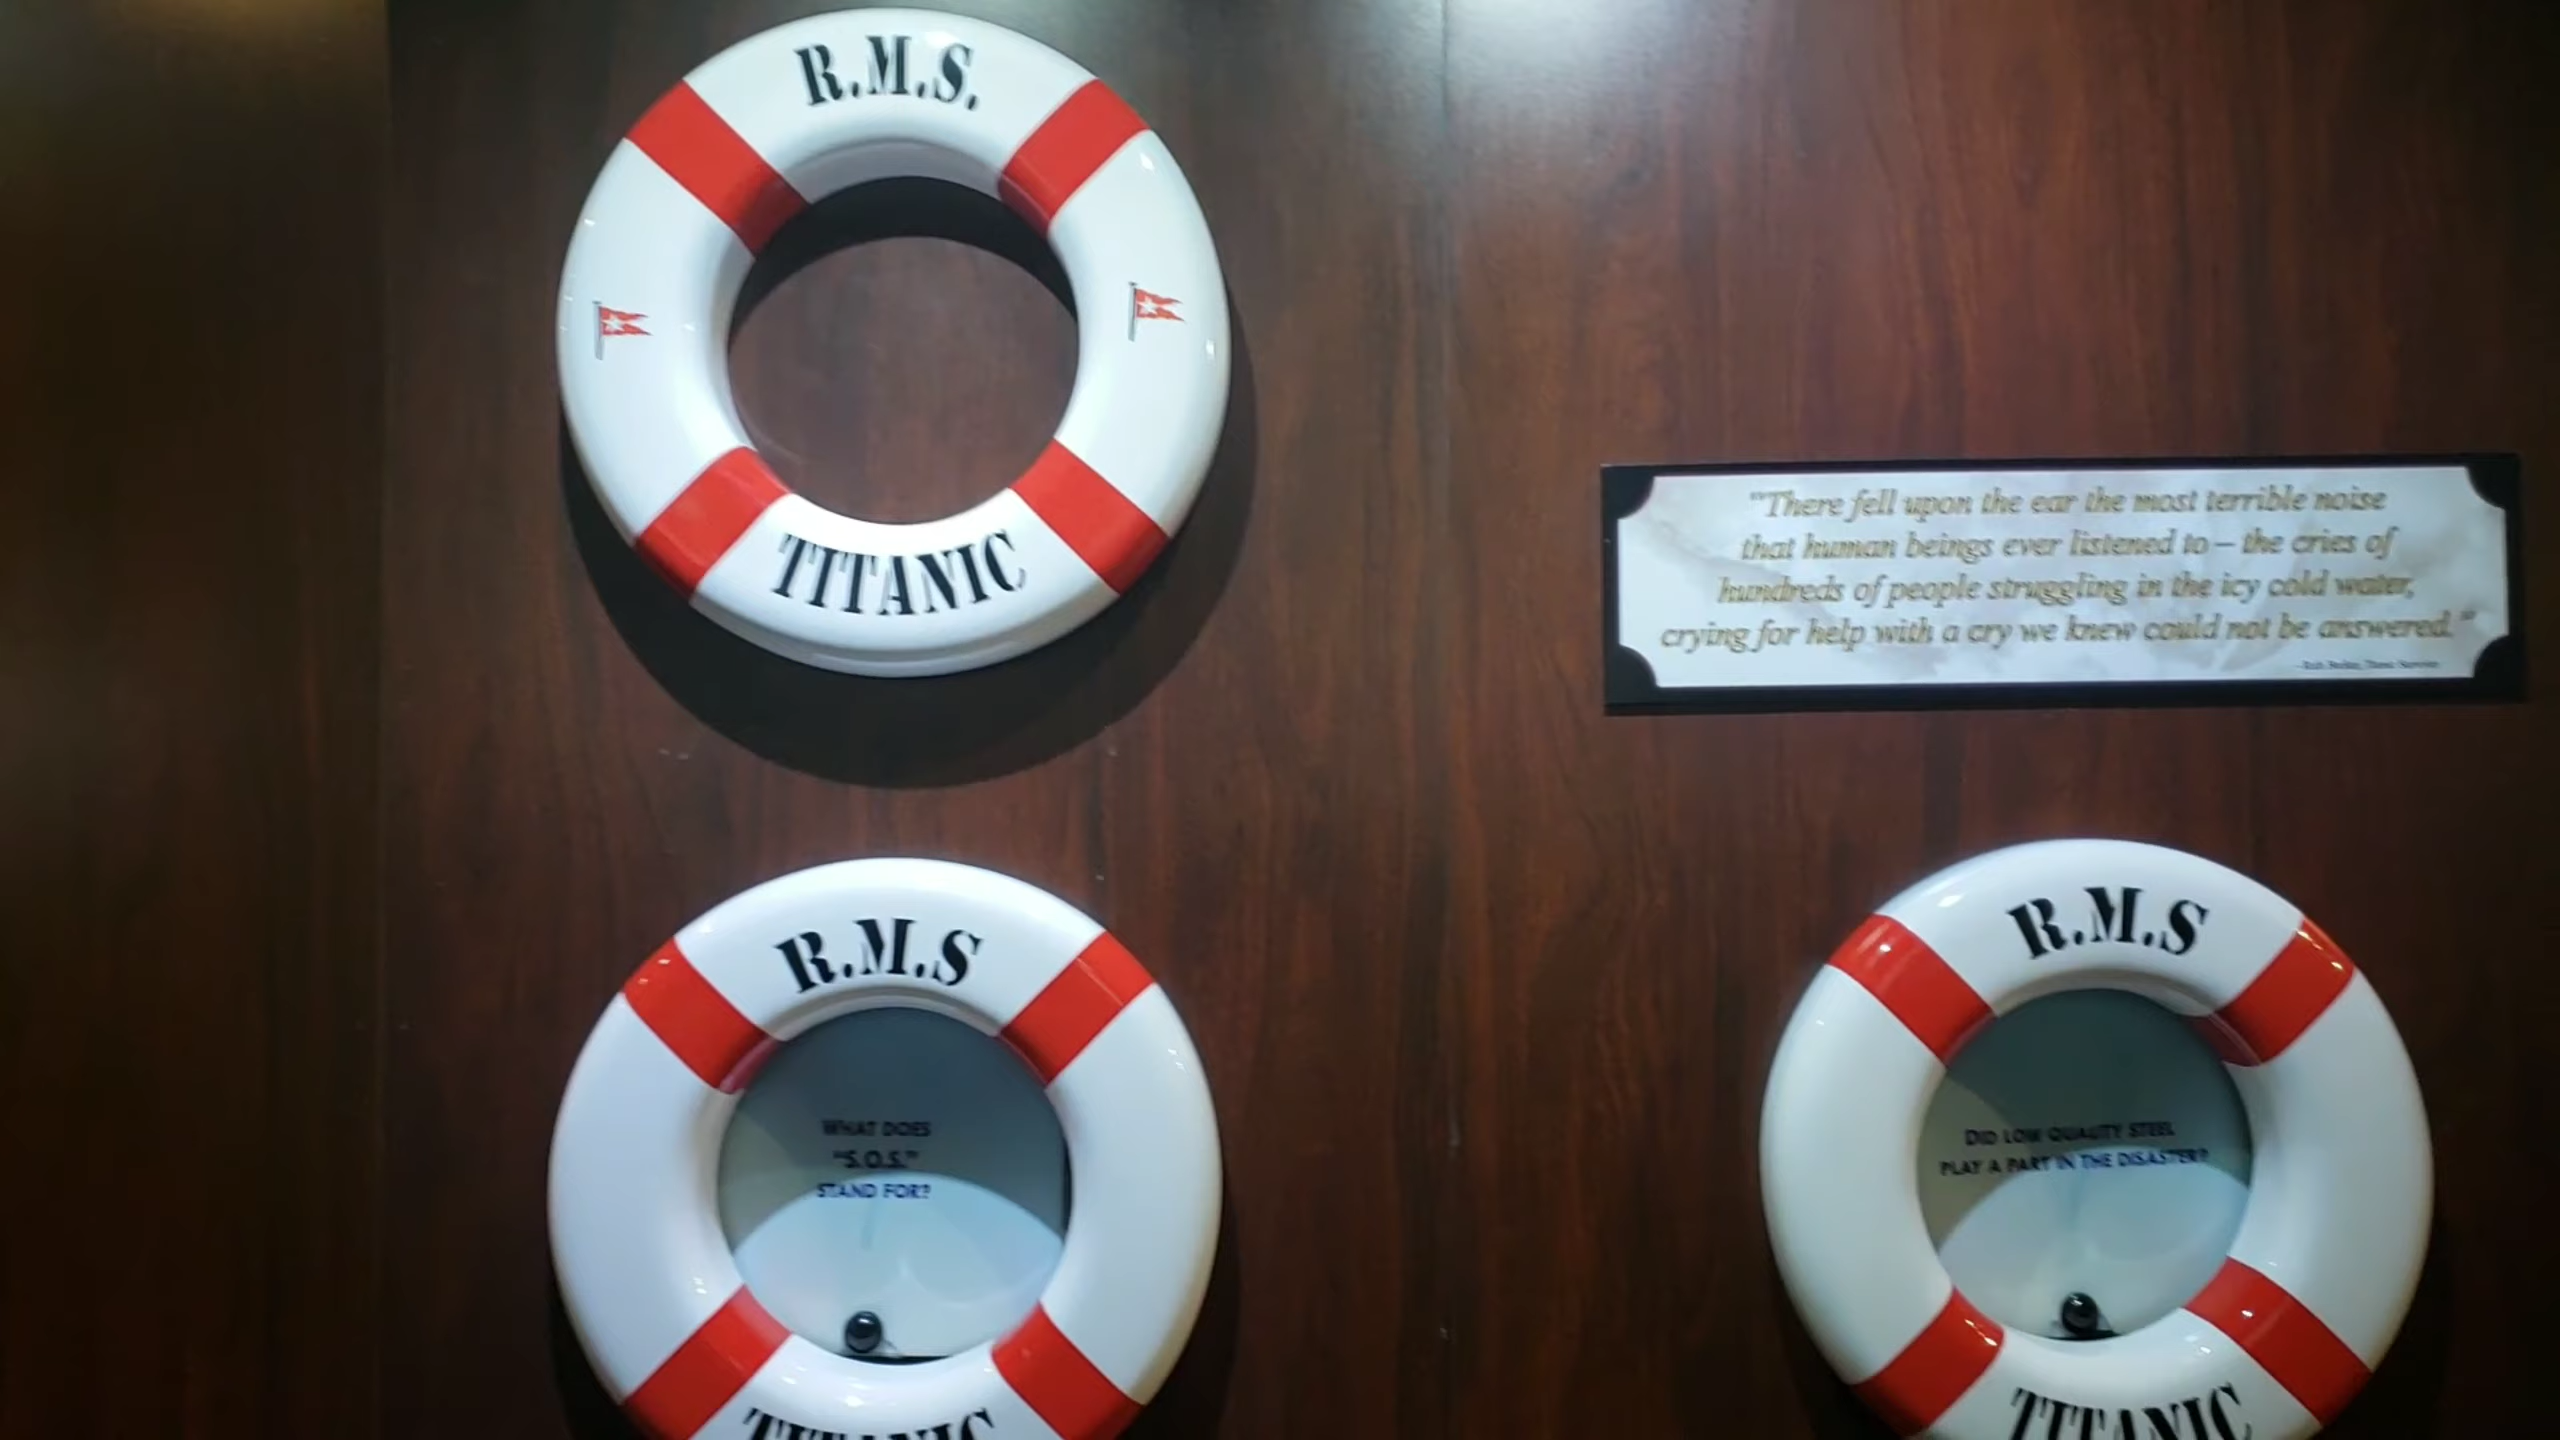 R.M.S.
TITANIC
"There fell upon the ear the most terrible noise
that human beings ever listened to – the cries of
hundreds of people struggling in the icy cold water,
crying for help with a cry we knew could not be answered."
R.M.S
WHAT DOES
"S.O.S."
STAND FOR?
TITANIC
R.M.S
DID LOW QUALITY STEEL
PLAY A PART IN THE DISASTER?
TITANIC